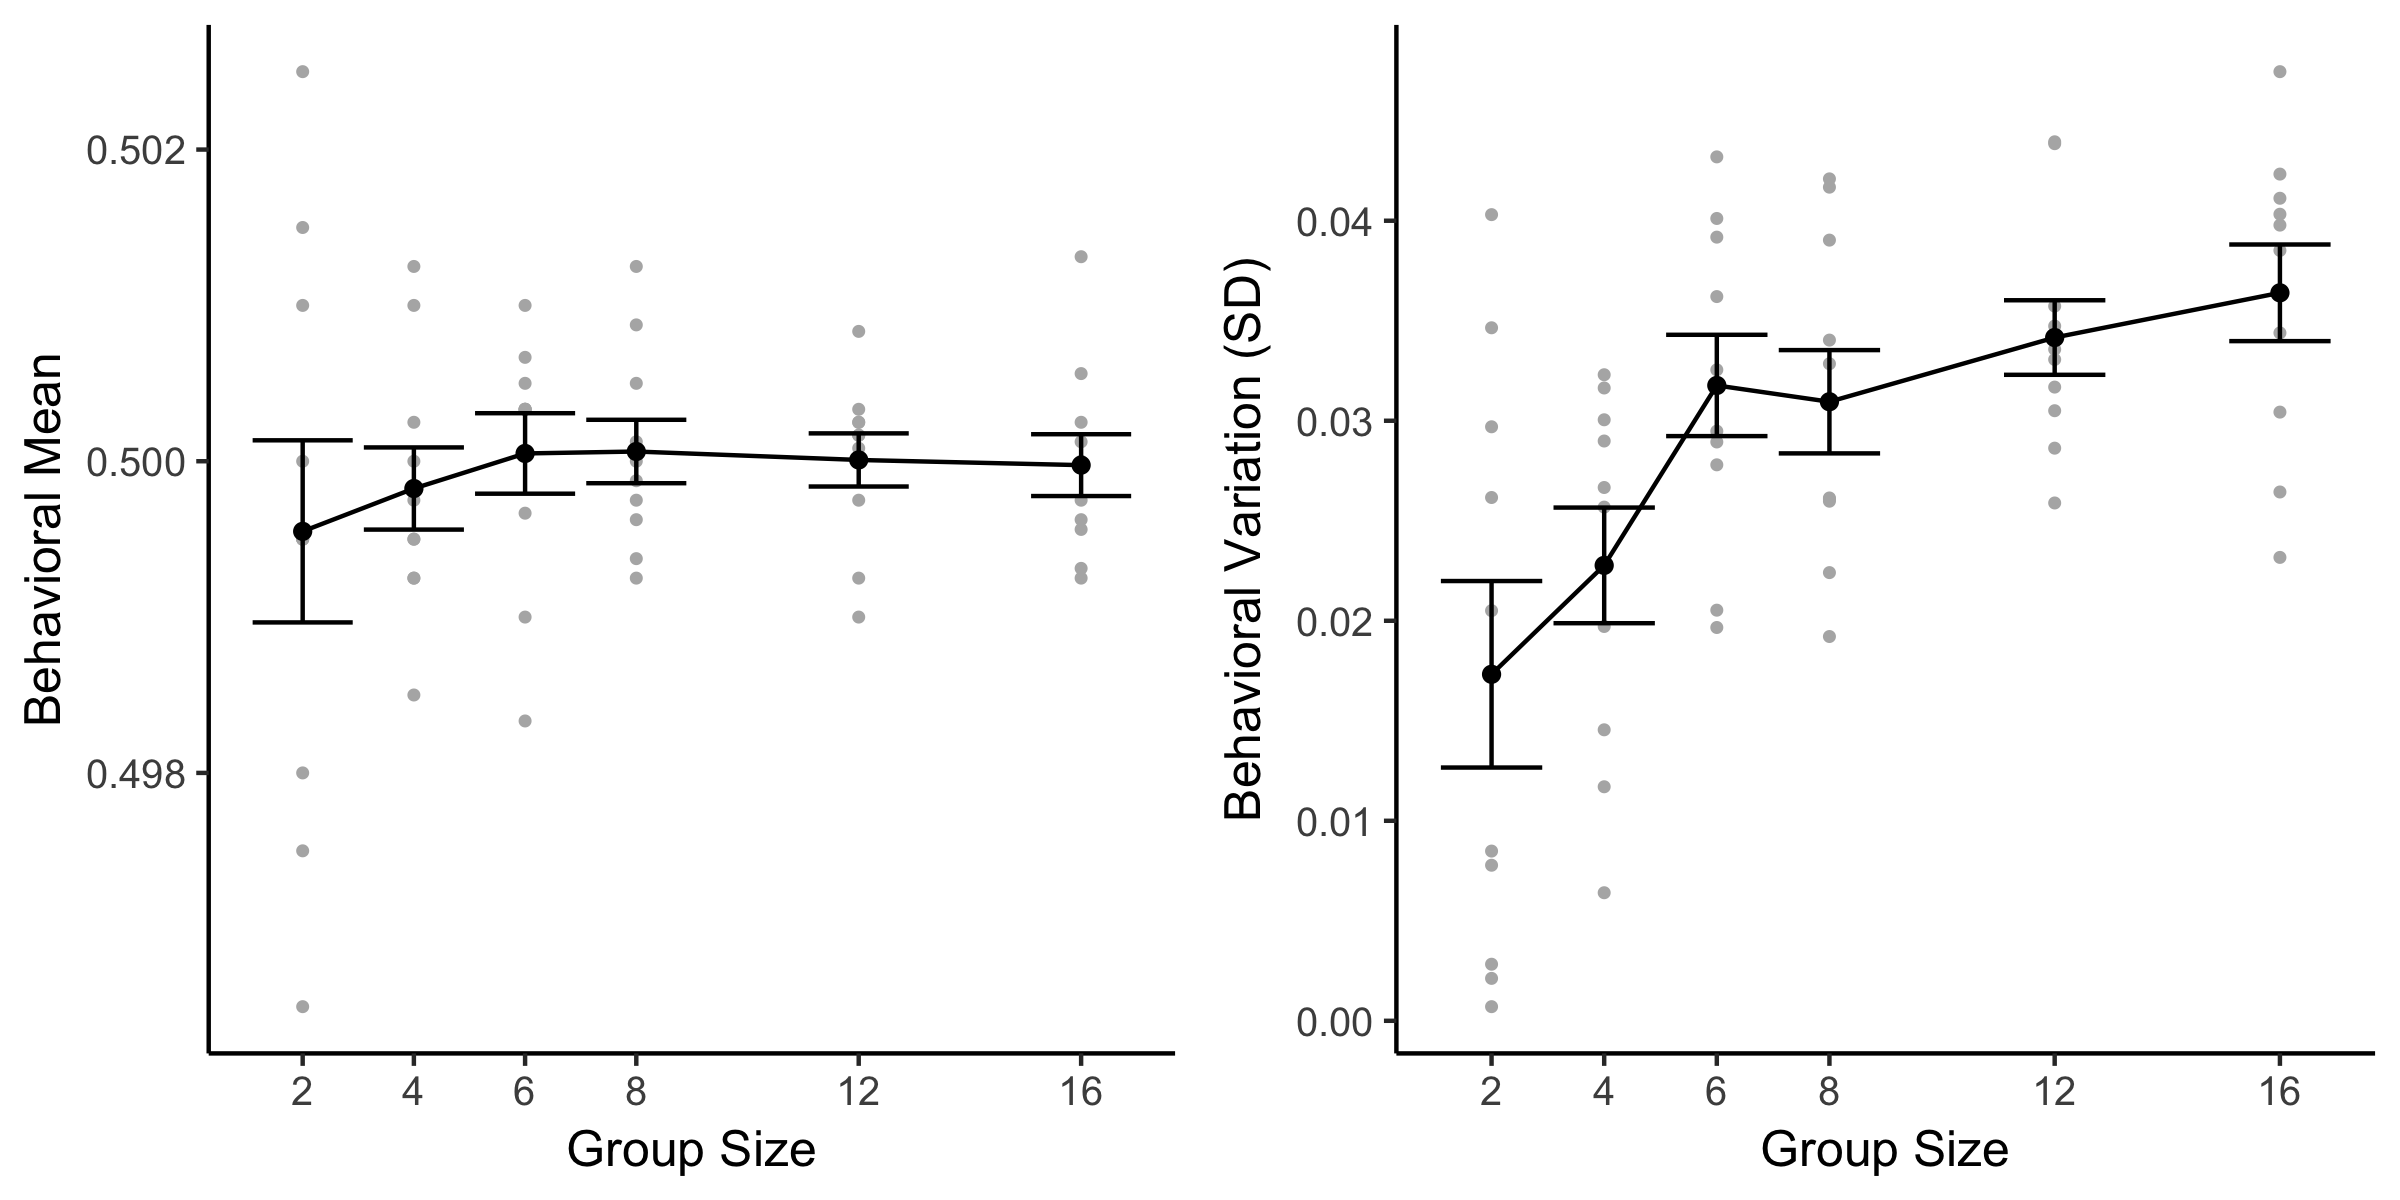 Behavioral Mean
0.502
0.500
0.498
2 4 6 8 12 16
Group Size
Behavioral Variation (SD)
0.04
0.03
0.02
0.01
0.00
2 4 6 8 12 16
Group Size